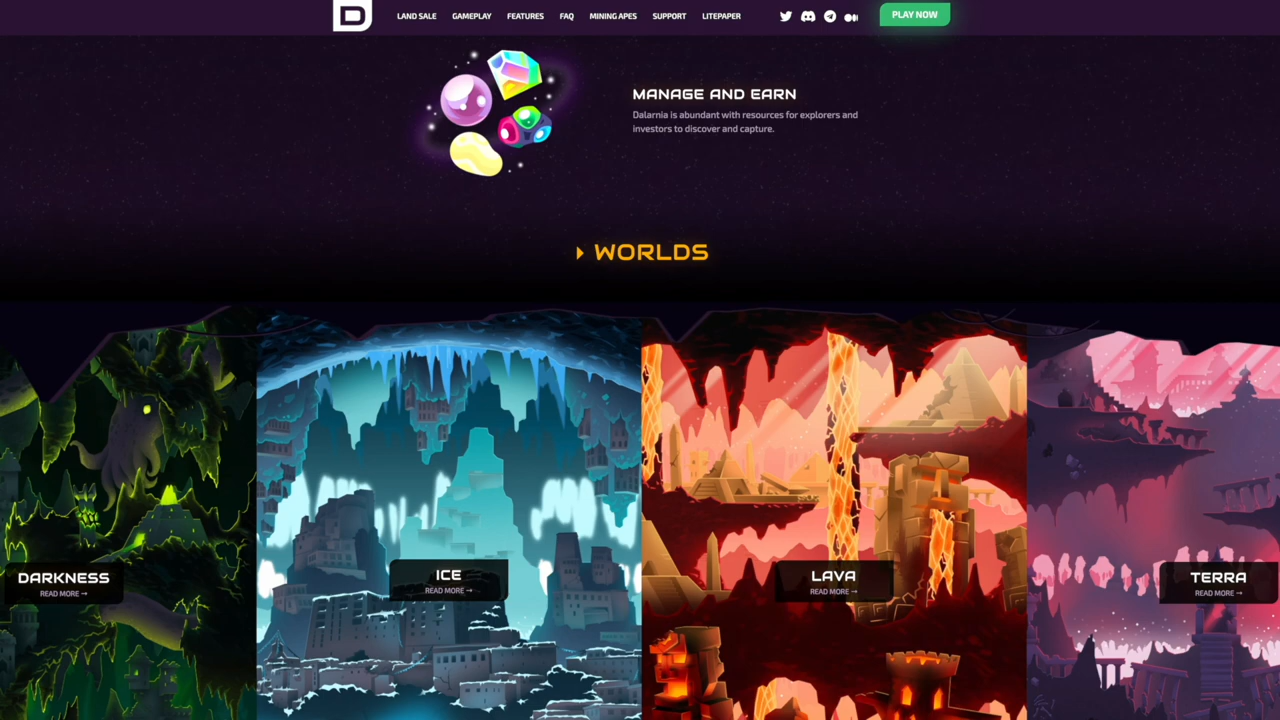 D
LAND SALE
GAMEPLAY
FEATURES
FAQ
MINING APES
SUPPORT
LITEPAPER
PLAY NOW
MANAGE AND EARN
Dalarnia is abundant with resources for explorers and
investors to discover and capture.
WORLDS
DARKNESS
READ MORE →
ICE
READ MORE →
LAVA
READ MORE →
TERRA
READ MORE →